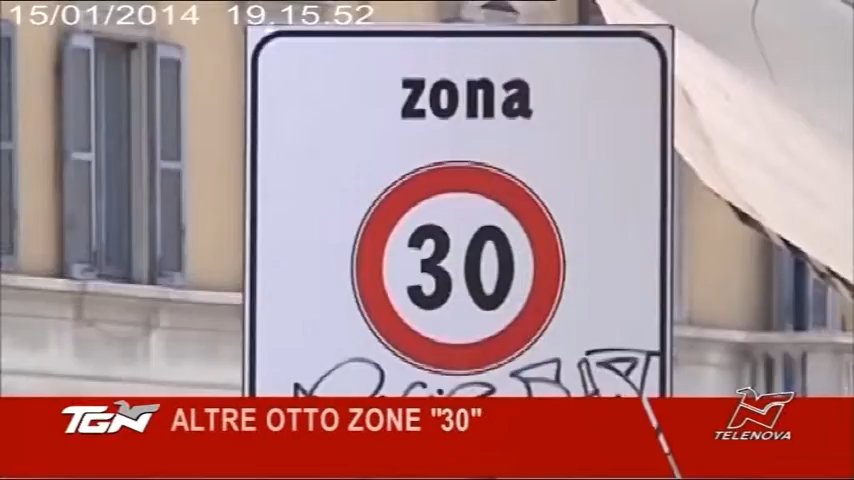 15/01/2014 19.15.52
zona
30
TGN ALTRE OTTO ZONE "30"
TELENOVA